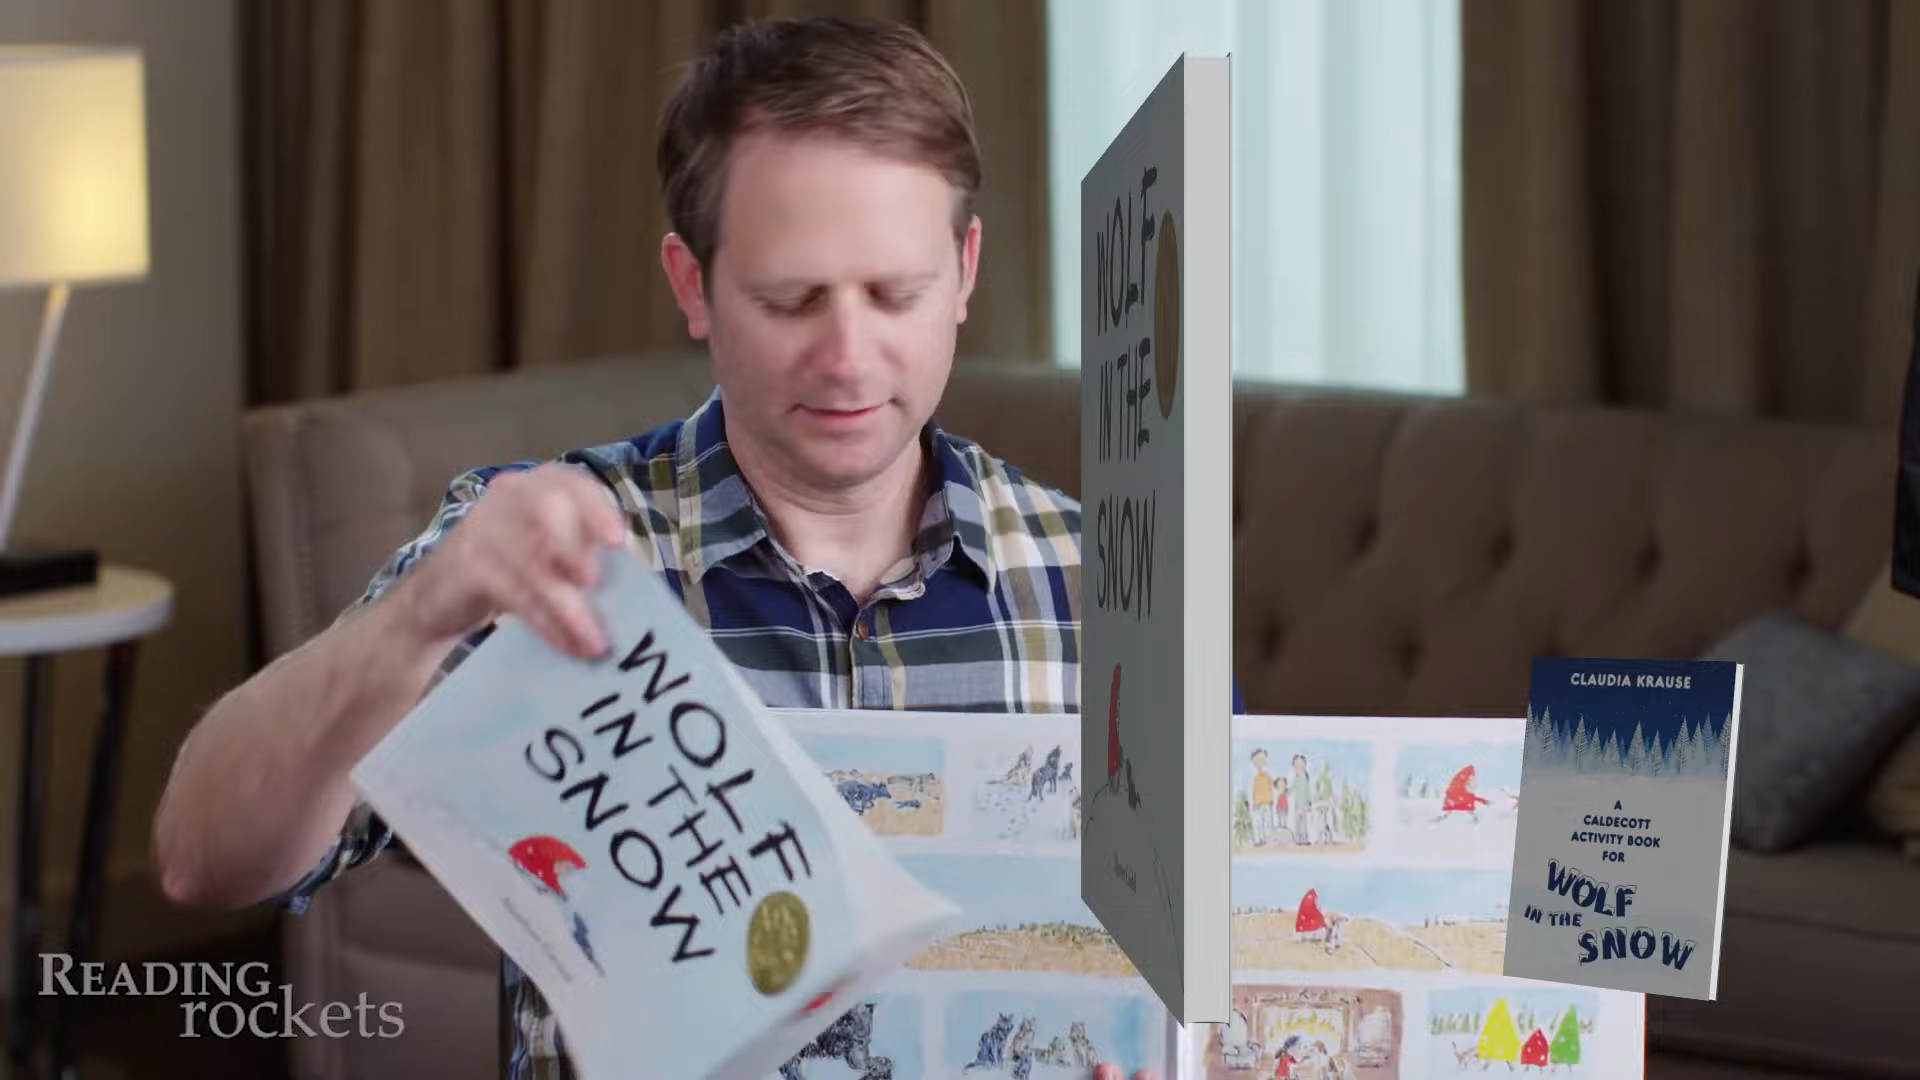 WOLF
IN THE
SNOW
WOLF
IN THE
SNOW
CLAUDIA KRAUSE
A
CALDECOTT
ACTIVITY BOOK
FOR
WOLF
IN THE
SNOW
READING
rockets